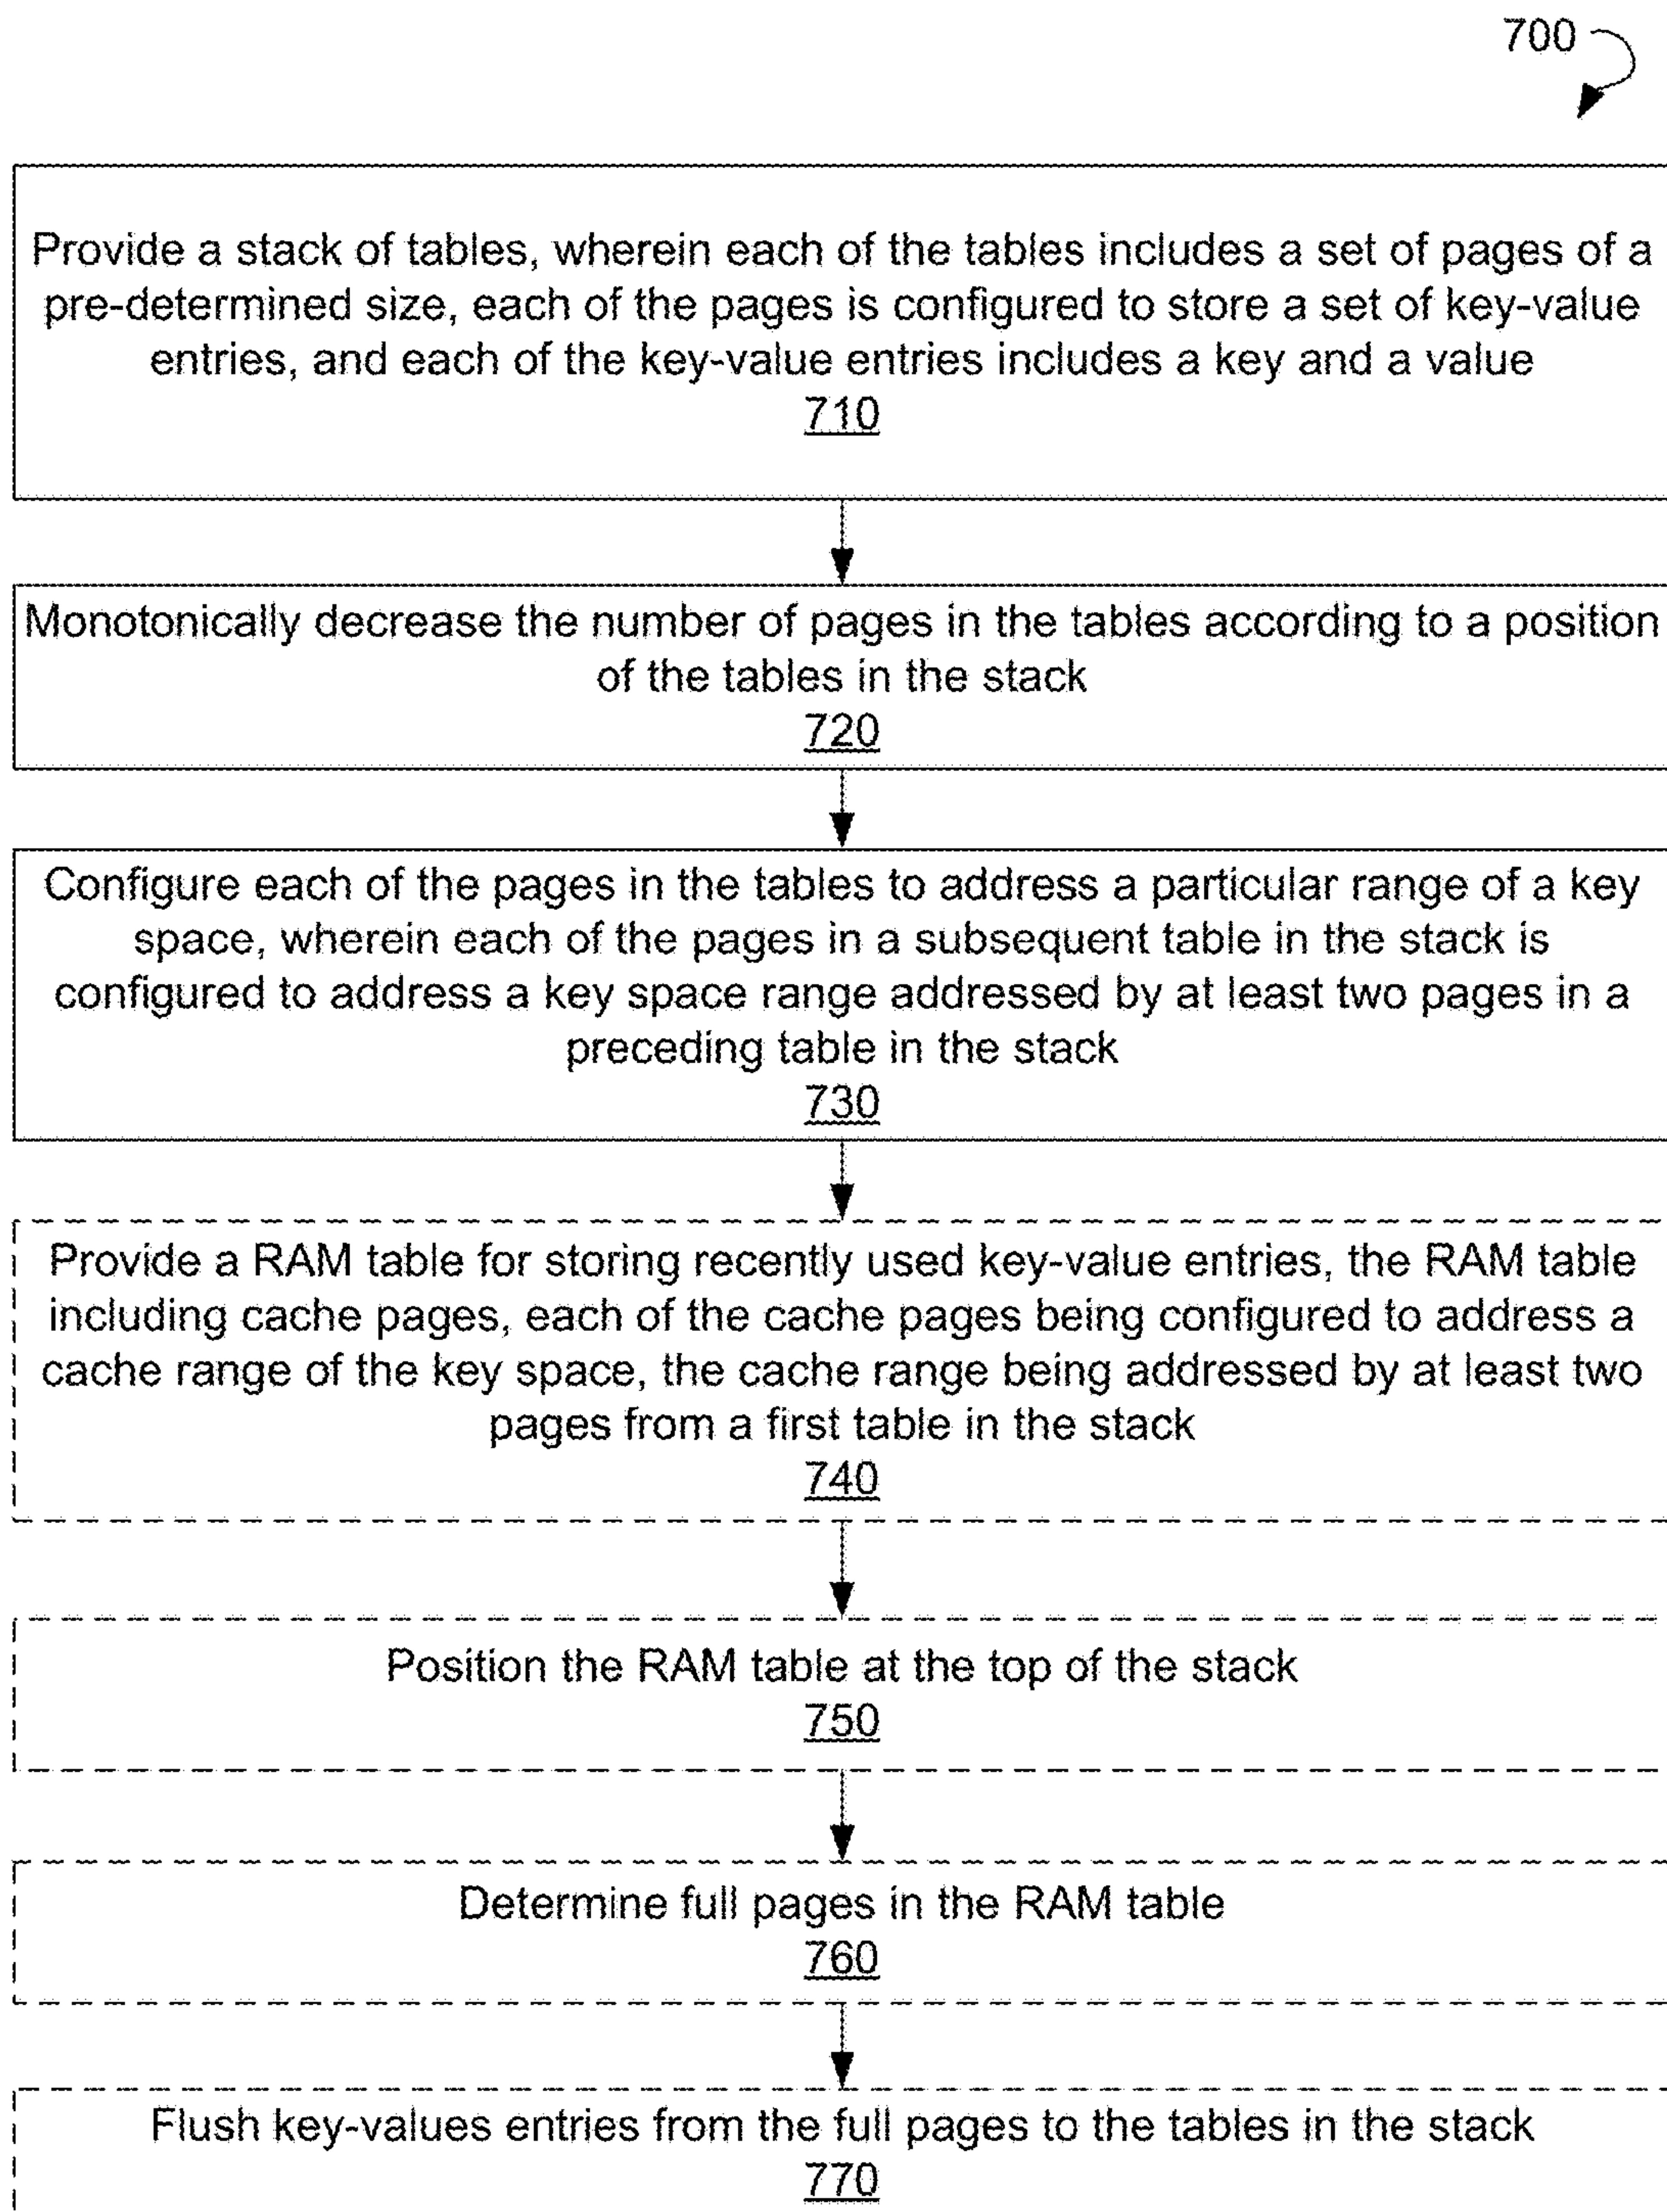 700
Provide a stack of tables, wherein each of the tables includes a set of pages of a
pre-determined size, each of the pages is configured to store a set of key-value
entries, and each of the key-value entries includes a key and a value
710
Monotonically decrease the number of pages in the tables according to a position
of the tables in the stack
720
Configure each of the pages in the tables to address a particular range of a key
space, wherein each of the pages in a subsequent table in the stack is
configured to address a key space range addressed by at least two pages in a
preceding table in the stack
730
Provide a RAM table for storing recently used key-value entries, the RAM table
including cache pages, each of the cache pages being configured to address a
cache range of the key space, the cache range being addressed by at least two
pages from a first table in the stack
740
Position the RAM table at the top of the stack
750
Determine full pages in the RAM table
760
Flush key-values entries from the full pages to the tables in the stack
770